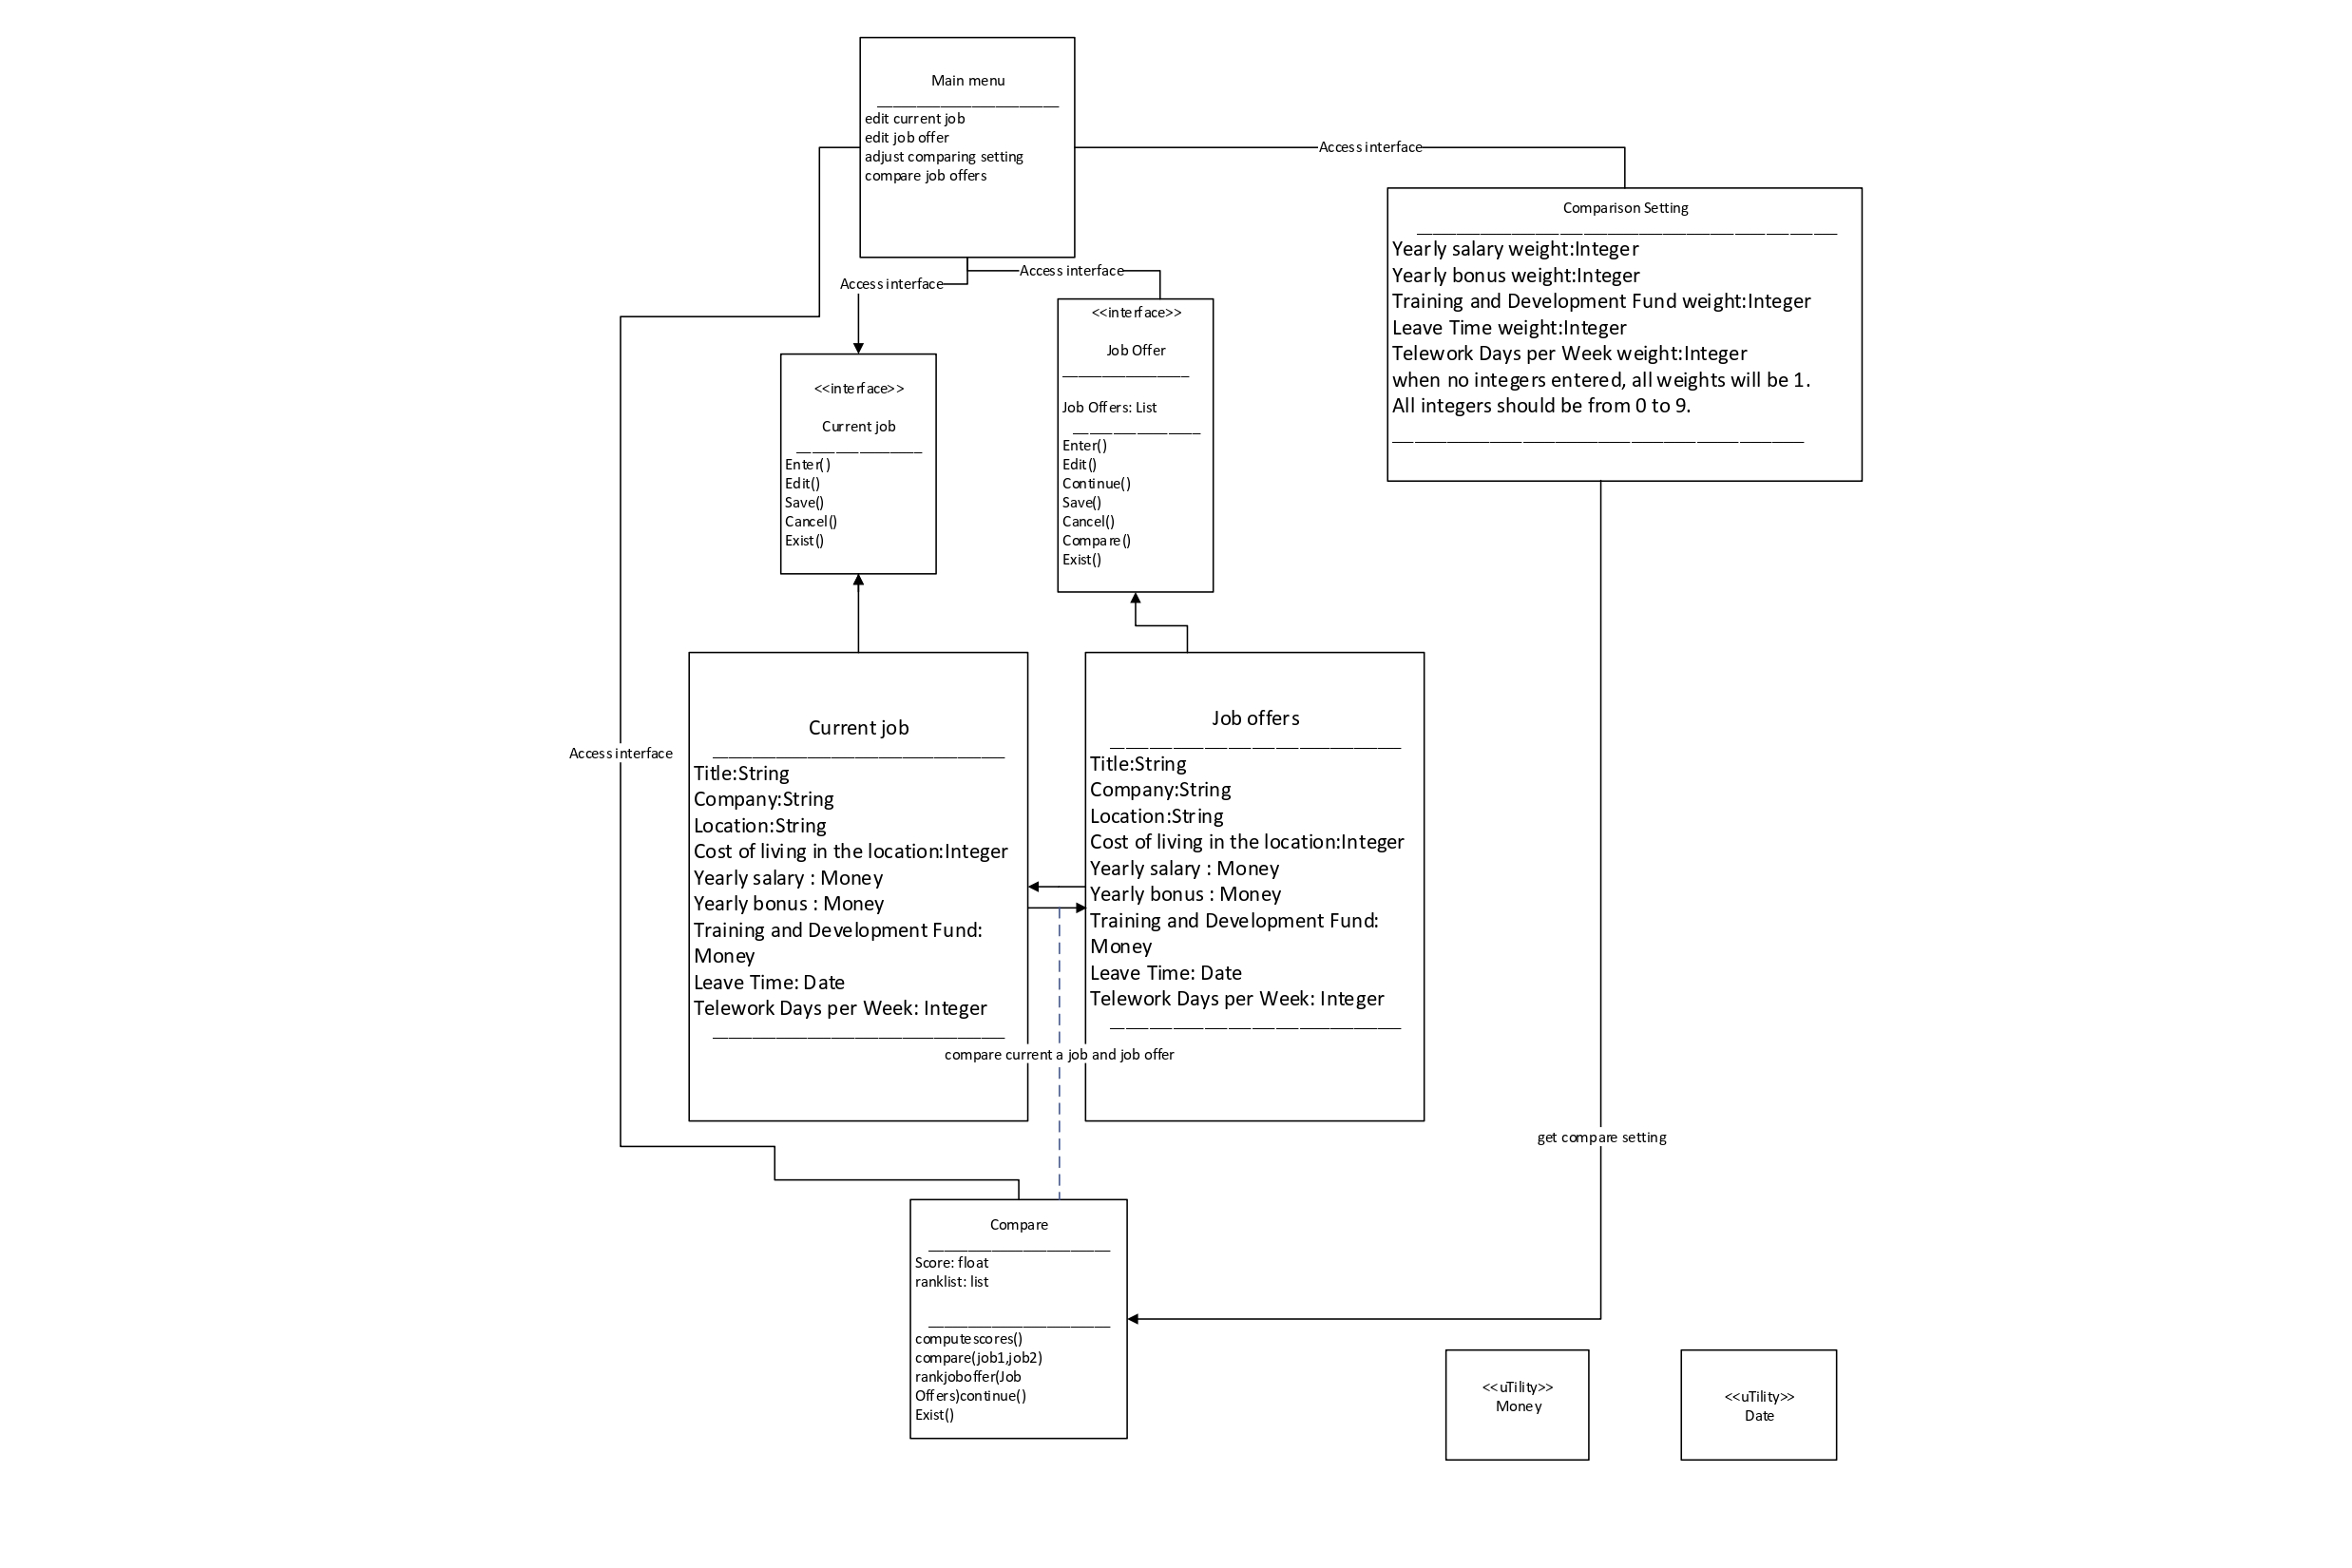 Main menu
edit current job
edit job offer
adjust comparing setting
compare job offers
Access interface
Comparison Setting
Yearly salary weight:Integer
Yearly bonus weight:Integer
Training and Development Fund weight:Integer
Leave Time weight:Integer
Telework Days per Week weight:Integer
when no integers entered, all weights will be 1.
All integers should be from 0 to 9.
Access interface
Access interface
<<interface>>
Job Offer
Job Offers: List
Enter()
Edit()
Continue()
Save()
Cancel()
Compare()
Exist()
<<interface>>
Current job
Enter()
Edit()
Save()
Cancel()
Exist()
Access interface
Current job
Title:String
Company:String
Location:String
Cost of living in the location:Integer
Yearly salary : Money
Yearly bonus : Money
Training and Development Fund:
Money
Leave Time: Date
Telework Days per Week: Integer
Job offers
Title:String
Company:String
Location:String
Cost of living in the location:Integer
Yearly salary : Money
Yearly bonus : Money
Training and Development Fund:
Money
Leave Time: Date
Telework Days per Week: Integer
compare current a job and job offer
get compare setting
Compare
Score: float
ranklist: list
computescores()
compare(job1,job2)
rankjoboffer(Job
Offers)continue()
Exist()
<<uTility>>
Money
<<uTility>>
Date